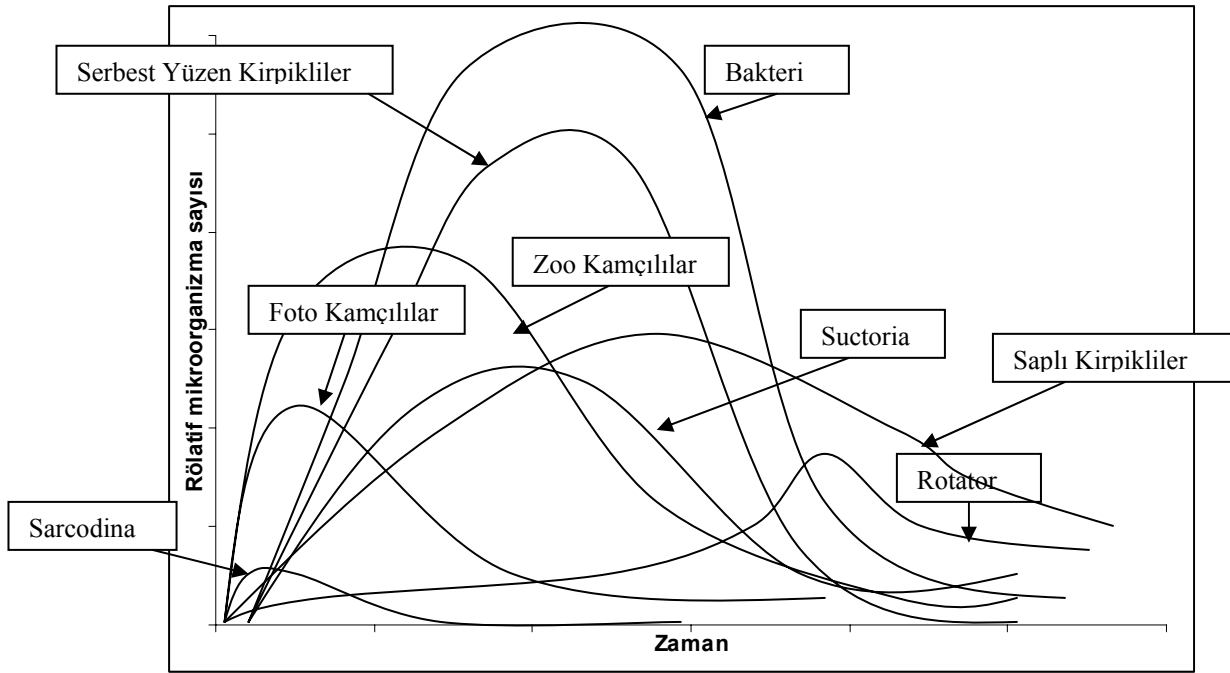 Serbest Yüzen Kirpikliler
Bakteri
Zoo Kamçılılar
Foto Kamçılılar
Suctoria
Saplı Kirpikliler
Rotator
Sarcodina
Rölatif mikroorganizma sayısı
Zaman